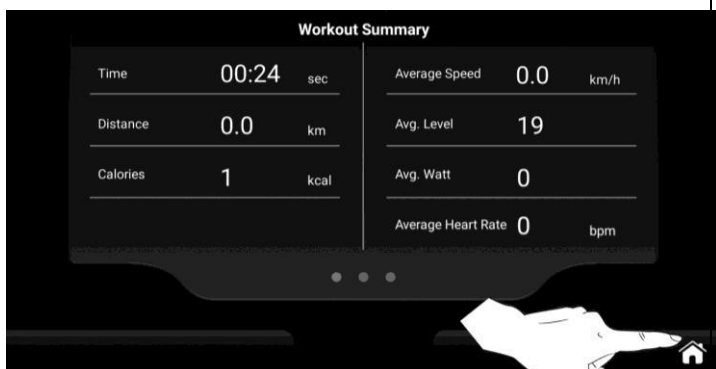 Workout Summary
Time 00:24 sec
Distance 0.0 km
Calories 1 kcal
Average Speed 0.0 km/h
Avg. Level 19
Avg. Watt 0
Average Heart Rate 0 bpm